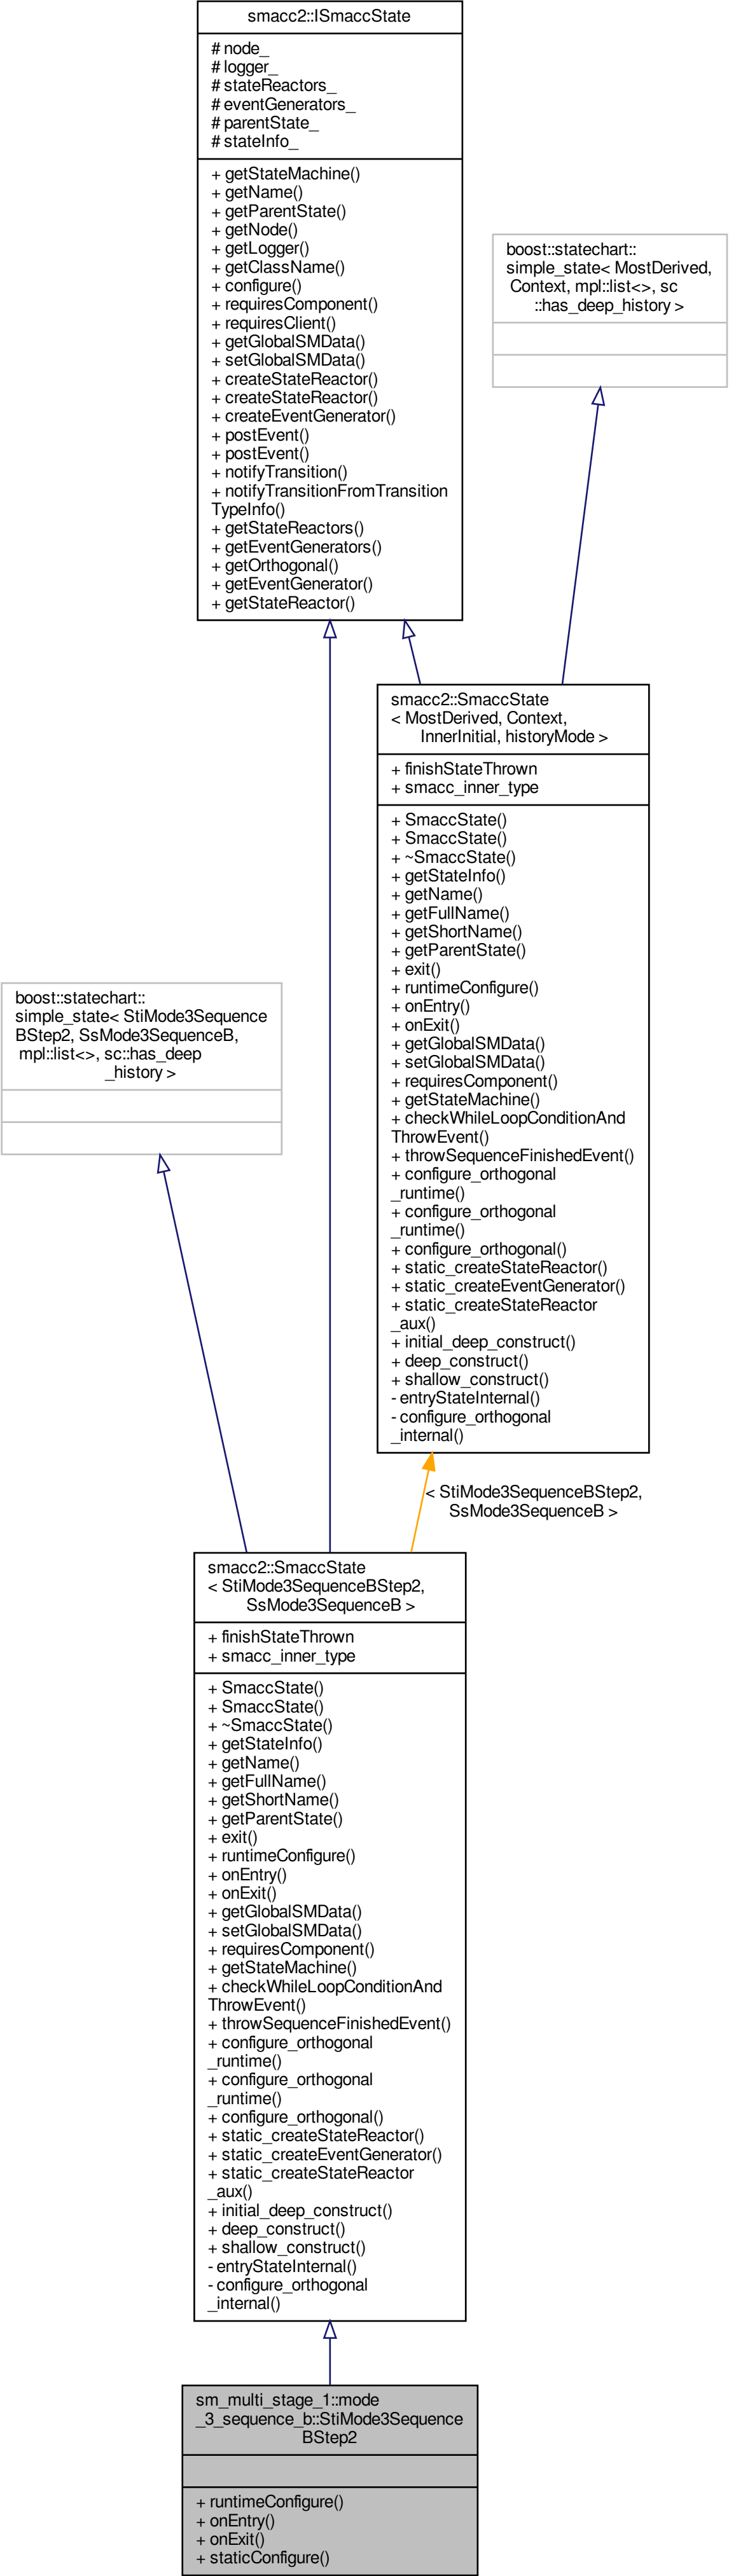 smacc2::ISmaccState
# node_
# logger_
# stateReactors_
# eventGenerators_
# parentState_
# stateInfo_
+ getStateMachine()
+ getName()
+ getParentState()
+ getNode()
+ getLogger()
+ getClassName()
+ configure()
+ requiresComponent()
+ requiresClient()
+ getGlobalSMData()
+ setGlobalSMData()
+ createStateReactor()
+ createStateReactor()
+ createEventGenerator()
+ postEvent()
+ postEvent()
+ notifyTransition()
+ notifyTransitionFromTransition
TypeInfo()
+ getStateReactors()
+ getEventGenerators()
+ getOrthogonal()
+ getEventGenerator()
+ getStateReactor()
boost::statechart::
simple_state< MostDerived,
Context, mpl::list<>, sc
::has_deep_history >
smacc2::SmaccState
< MostDerived, Context,
InnerInitial, historyMode >
+ finishStateThrown
+ smacc_inner_type
+ SmaccState()
+ SmaccState()
+ ~SmaccState()
+ getStateInfo()
+ getName()
+ getFullName()
+ getShortName()
+ getParentState()
+ exit()
+ runtimeConfigure()
+ onEntry()
+ onExit()
+ getGlobalSMData()
+ setGlobalSMData()
+ requiresComponent()
+ getStateMachine()
+ checkWhileLoopConditionAnd
ThrowEvent()
+ throwSequenceFinishedEvent()
+ configure_orthogonal
_runtime()
+ configure_orthogonal
_runtime()
+ configure_orthogonal()
+ static_createStateReactor()
+ static_createEventGenerator()
+ static_createStateReactor
_aux()
+ initial_deep_construct()
+ deep_construct()
+ shallow_construct()
- entryStateInternal()
- configure_orthogonal
_internal()
boost::statechart::
simple_state< StiMode3Sequence
BStep2, SsMode3SequenceB,
mpl::list<>, sc::has_deep
_history >
< StiMode3SequenceBStep2,
SsMode3SequenceB >
smacc2::SmaccState
< StiMode3SequenceBStep2,
SsMode3SequenceB >
+ finishStateThrown
+ smacc_inner_type
+ SmaccState()
+ SmaccState()
+ ~SmaccState()
+ getStateInfo()
+ getName()
+ getFullName()
+ getShortName()
+ getParentState()
+ exit()
+ runtimeConfigure()
+ onEntry()
+ onExit()
+ getGlobalSMData()
+ setGlobalSMData()
+ requiresComponent()
+ getStateMachine()
+ checkWhileLoopConditionAnd
ThrowEvent()
+ throwSequenceFinishedEvent()
+ configure_orthogonal
_runtime()
+ configure_orthogonal
_runtime()
+ configure_orthogonal()
+ static_createStateReactor()
+ static_createEventGenerator()
+ static_createStateReactor
_aux()
+ initial_deep_construct()
+ deep_construct()
+ shallow_construct()
- entryStateInternal()
- configure_orthogonal
_internal()
sm_multi_stage_1::mode
_3_sequence_b::StiMode3Sequence
BStep2
+ runtimeConfigure()
+ onEntry()
+ onExit()
+ staticConfigure()